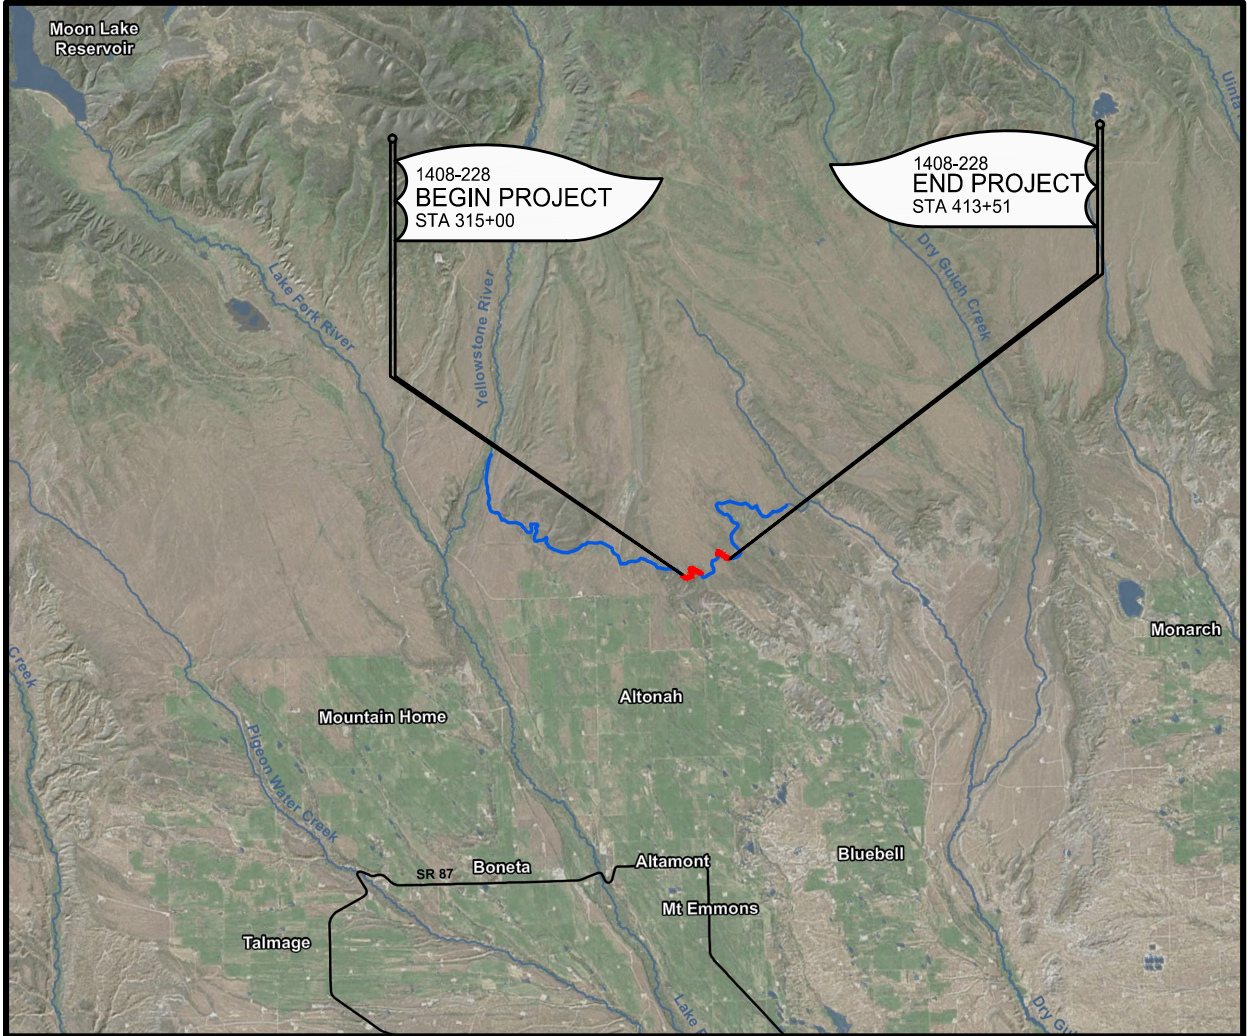 Moon Lake
Reservoir
Uinta
1408-228
BEGIN PROJECT
STA 315+00
1408-228
END PROJECT
STA 413+51
Lake Fork River
Yellowstone River
Dry Gulch Creek
Monarch
Creek
Altonah
Mountain Home
Pigeon Water Creek
SR 87
Boneta
Altamont
Bluebell
Mt Emmons
Talmage
Lake
Dry Gu